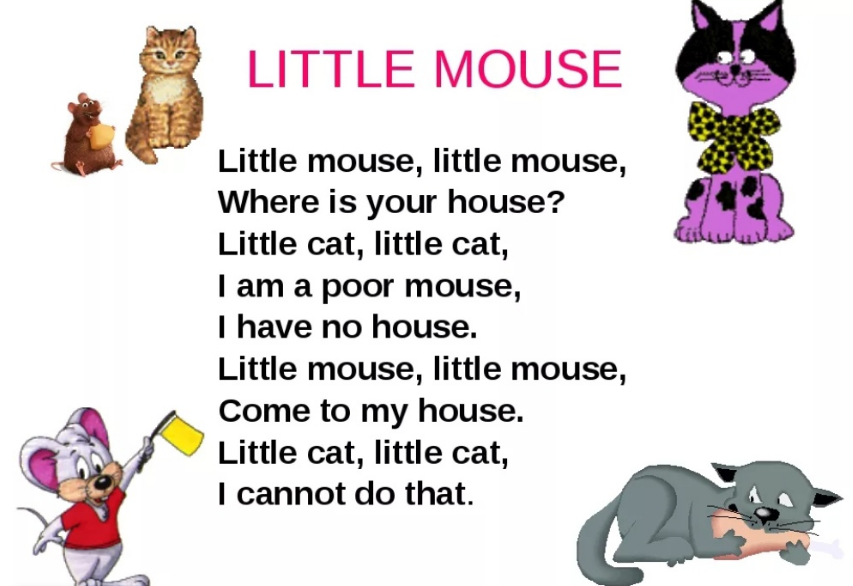 LITTLE MOUSE
Little mouse, little mouse,
Where is your house?
Little cat, little cat,
I am a poor mouse,
I have no house.
Little mouse, little mouse,
Come to my house.
Little cat, little cat,
I cannot do that.